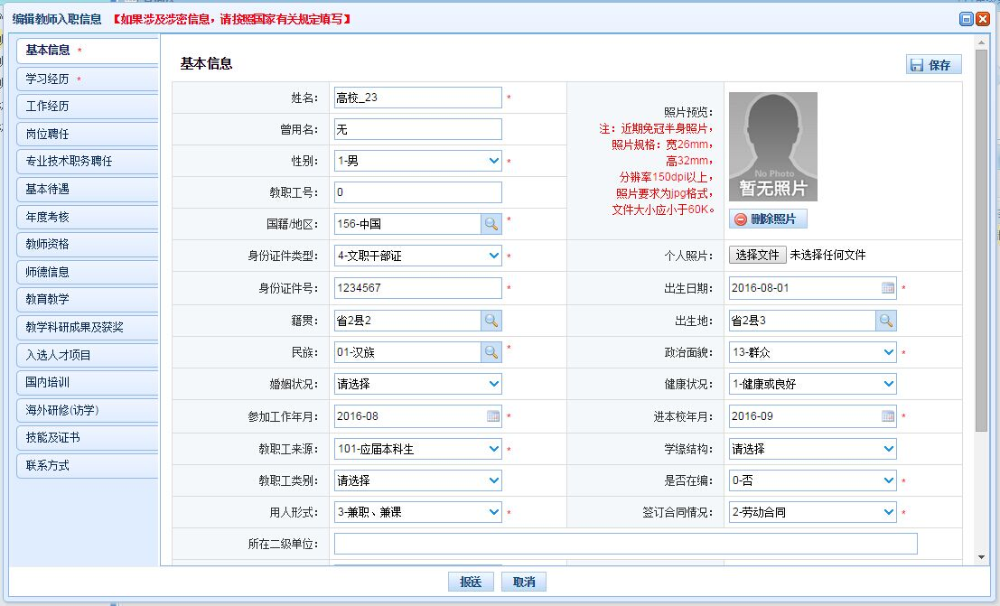 编辑教师入职信息 【如果涉及涉密信息，请按照国家有关规定填写】
基本信息 *
学习经历 *
工作经历
岗位聘任
专业技术职务聘任
基本待遇
年度考核
教师资格
师德信息
教育教学
教学科研成果及获奖
入选人才项目
国内培训
海外研修(访学)
技能及证书
联系方式
基本信息
保存
姓名： 高校_23 *
曾用名： 无
性别： 1-男 *
教职工号： 0
国籍/地区： 156-中国 *
照片预览：
注：近期免冠半身照片，
照片规格：宽26mm，
高32mm，
分辨率150dpi以上，
照片要求为jpg格式，
文件大小应小于60K。
No Photo
暂无照片
删除照片
身份证件类型： 4-文职干部证 *
个人照片： 选择文件 未选择任何文件
身份证件号： 1234567 *
出生日期： 2016-08-01 *
籍贯： 省2县2
出生地： 省2县3
民族： 01-汉族 *
政治面貌： 13-群众 *
婚姻状况： 请选择
健康状况： 1-健康或良好
参加工作年月： 2016-08 *
进本校年月： 2016-09 *
教职工来源： 101-应届本科生 *
学缘结构： 请选择
教职工类别： 请选择
是否在编： 0-否 *
用人形式： 3-兼职、兼课 *
签订合同情况： 2-劳动合同 *
所在二级单位：
报送
取消